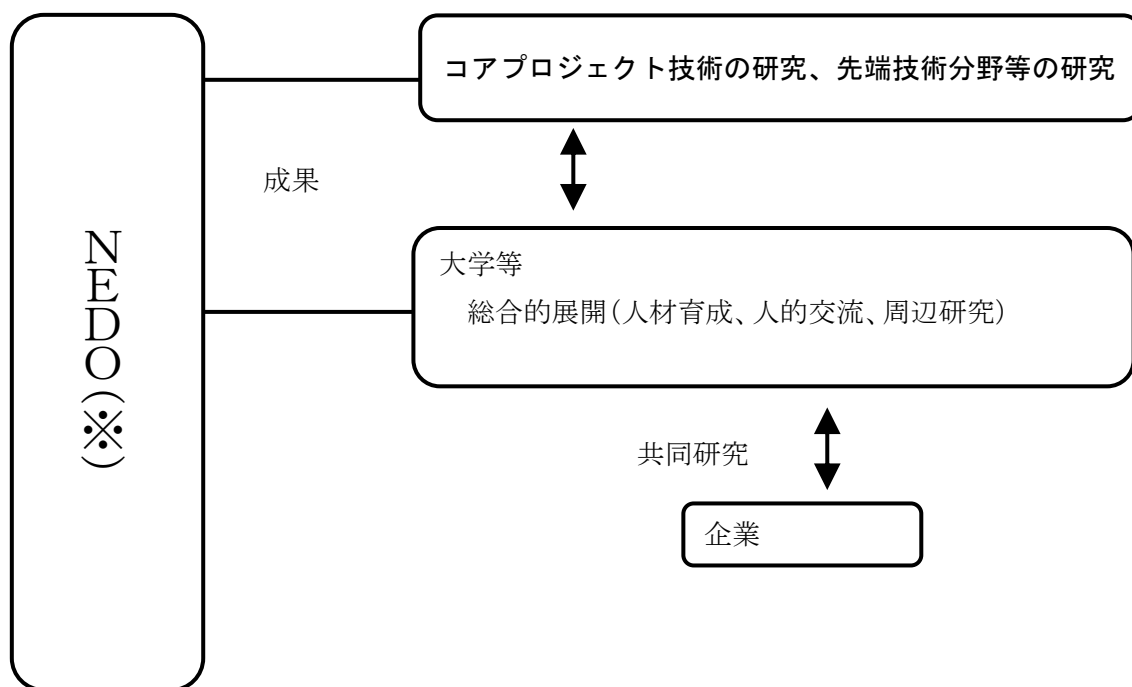 NEDO(※)
コアプロジェクト技術の研究、先端技術分野等の研究
成果
大学等
総合的展開(人材育成、人的交流、周辺研究)
共同研究
企業